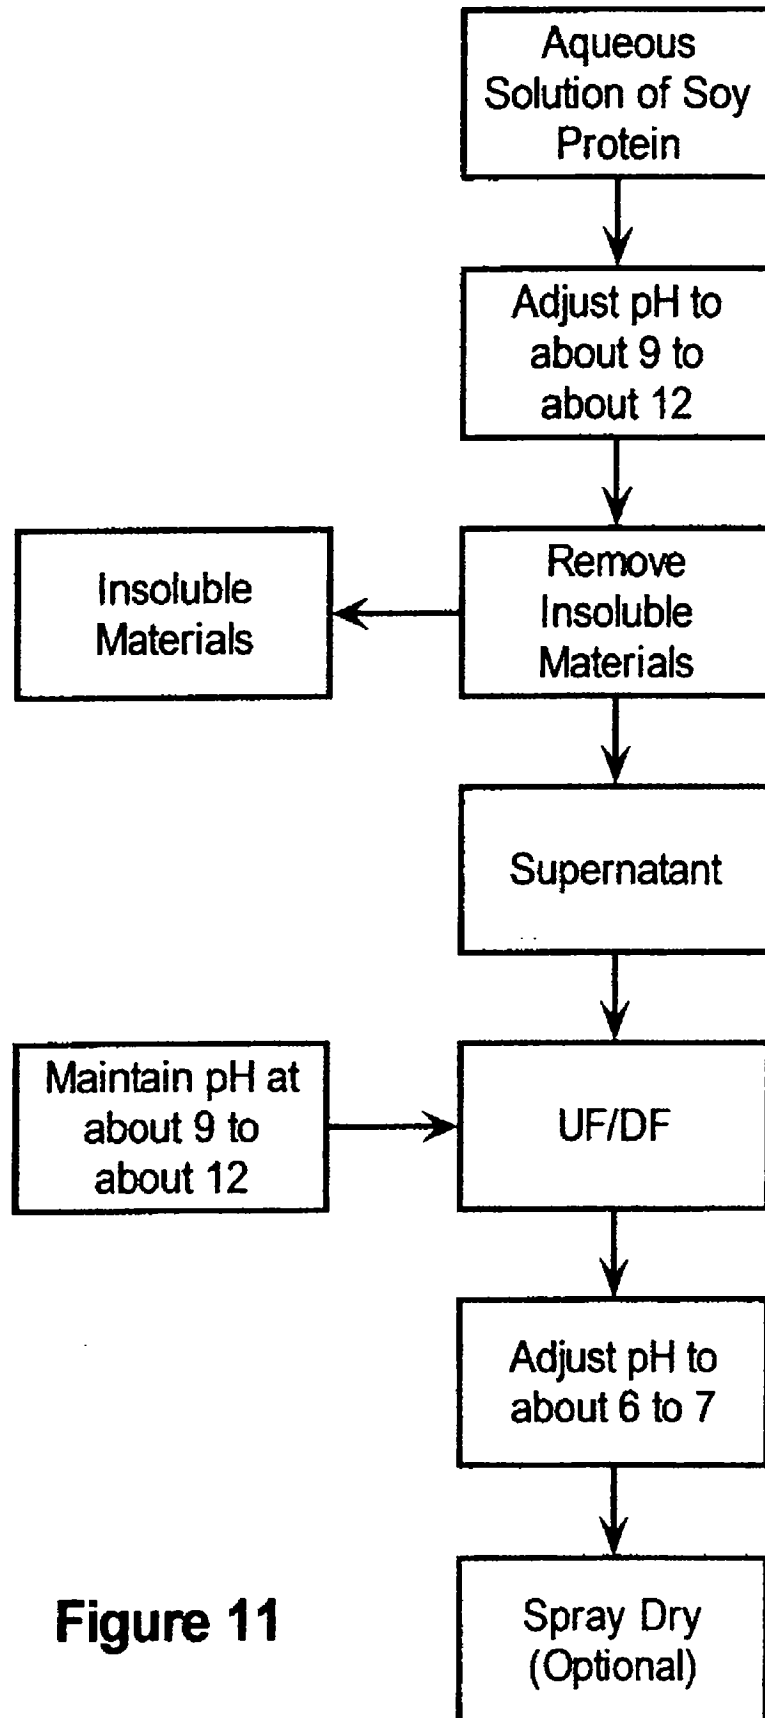 Aqueous
Solution of Soy
Protein
Adjust pH to
about 9 to
about 12
Insoluble
Materials
Remove
Insoluble
Materials
Supernatant
Maintain pH at
about 9 to
about 12
UF/DF
Adjust pH to
about 6 to 7
Figure 11
Spray Dry
(Optional)